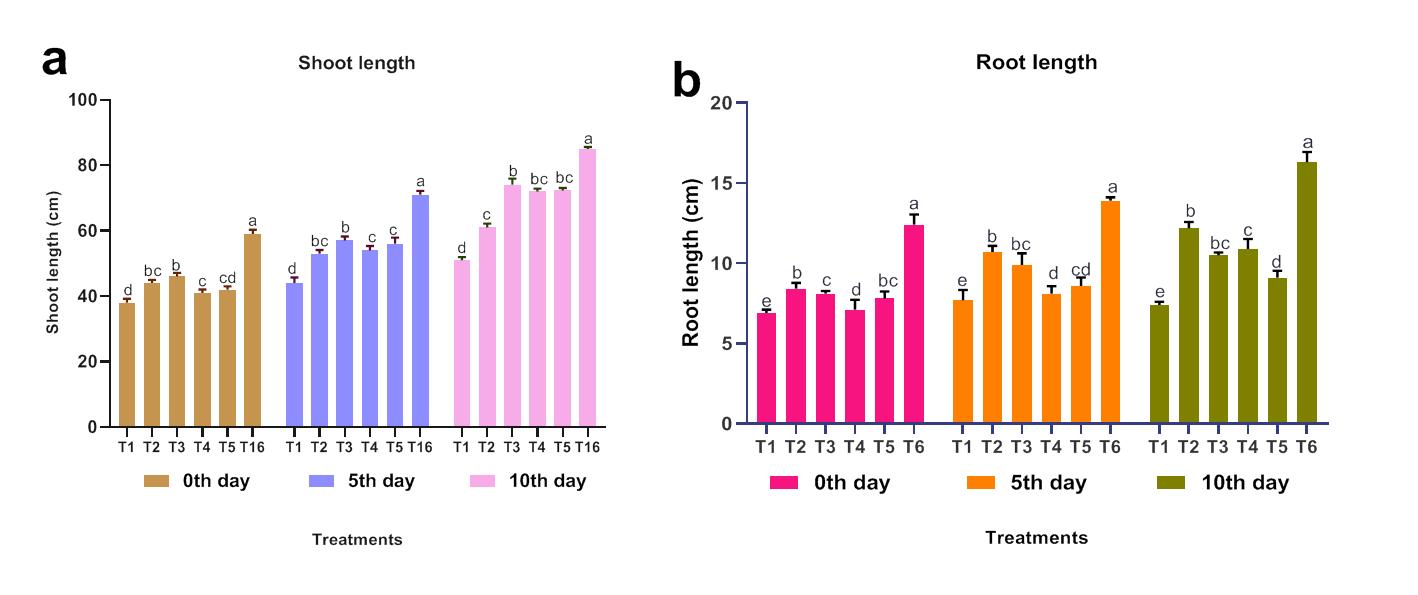 a
Shoot length
Shoot length (cm)
100
80
60
40
20
0
d bc b c cd a
d bc b c c a
d c b bc bc a
T1 T2 T3 T4 T5 T16 T1 T2 T3 T4 T5 T16 T1 T2 T3 T4 T5 T16
0th day 5th day 10th day
Treatments
b
Root length
Root length (cm)
20
15
10
5
0
e b c d bc a
e b bc d cd a
e b bc c d a
T1 T2 T3 T4 T5 T6 T1 T2 T3 T4 T5 T6 T1 T2 T3 T4 T5 T6
0th day 5th day 10th day
Treatments